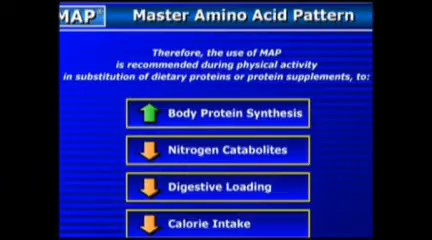 MAP® Master Amino Acid Pattern
Therefore, the use of MAP
is recommended during physical activity
in substitution of dietary proteins or protein supplements, to:
Body Protein Synthesis
Nitrogen Catabolites
Digestive Loading
Calorie Intake